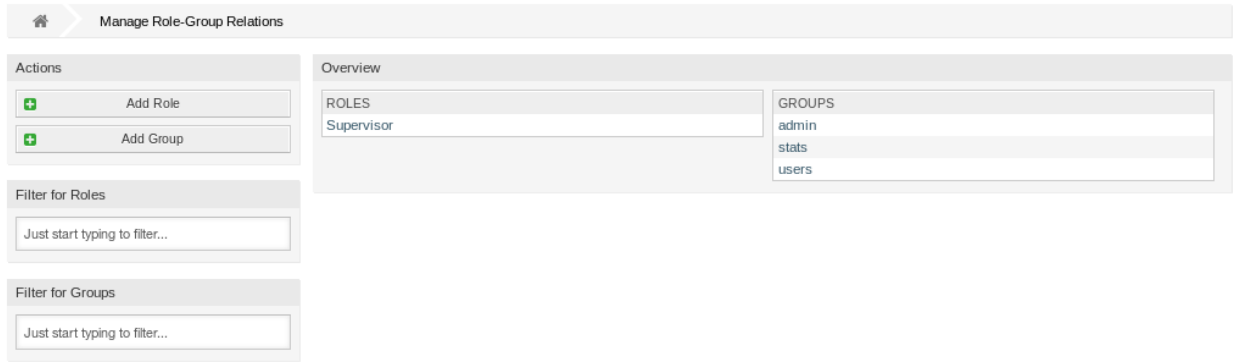 Manage Role-Group Relations
Actions
Add Role
Add Group
Filter for Roles
Just start typing to filter...
Filter for Groups
Just start typing to filter...
Overview
ROLES
Supervisor
GROUPS
admin
stats
users